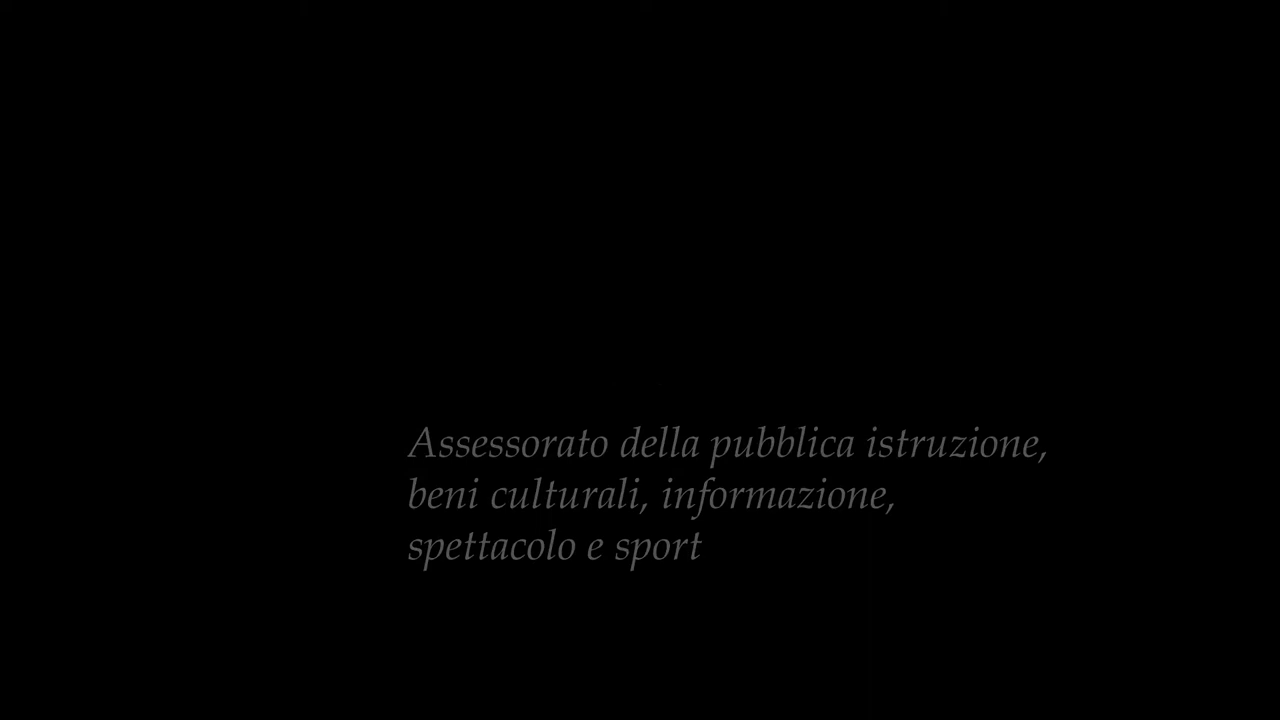 Assessorato della pubblica istruzione,
beni culturali, informazione,
spettacolo e sport